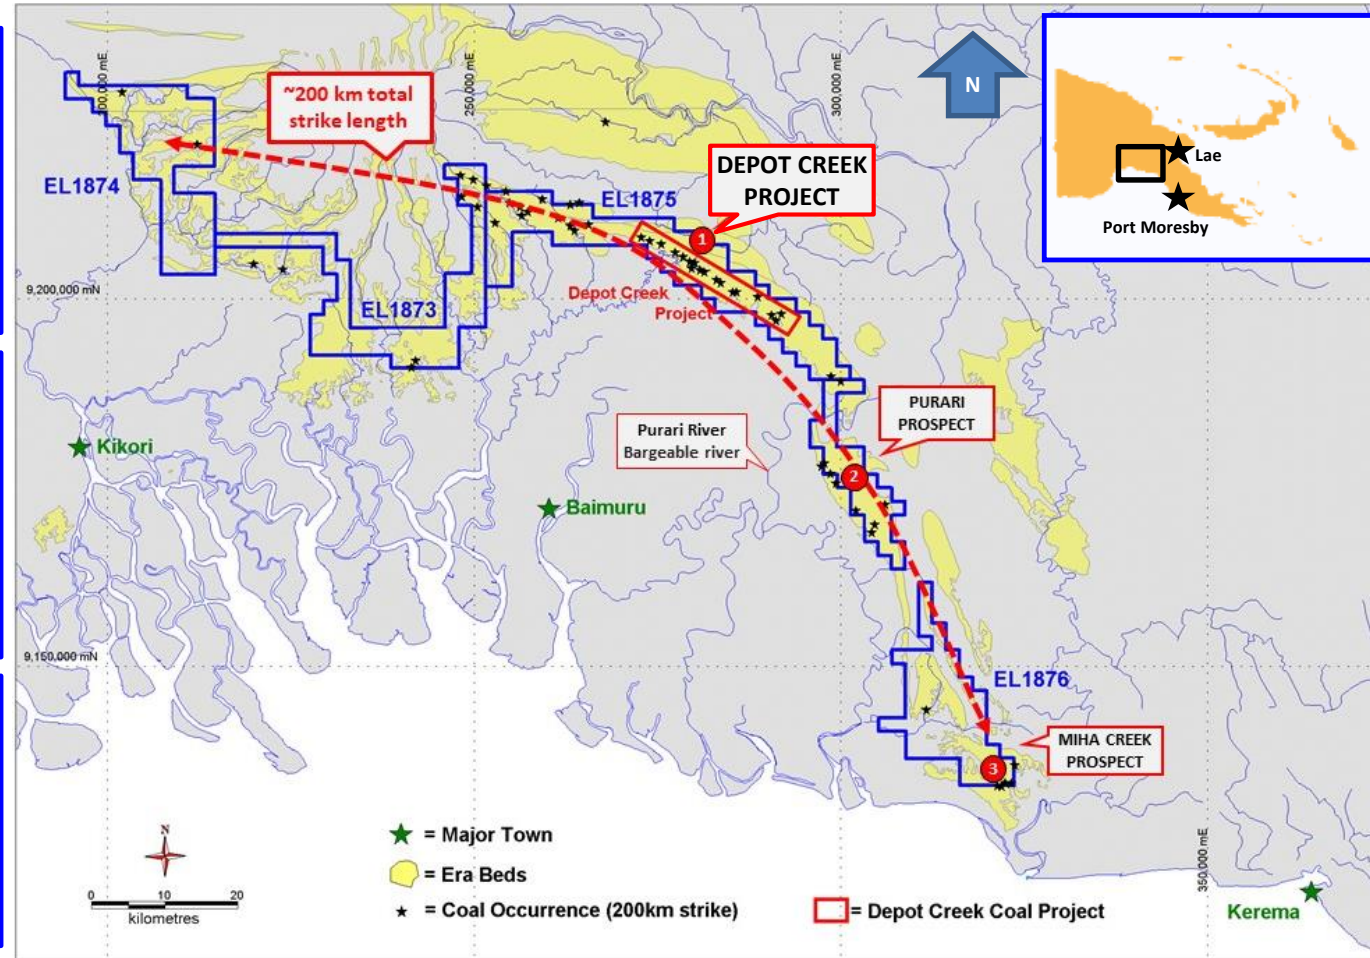 200,000 mE
250,000 mE
300,000 mE
N
~200 km total
strike length
DEPOT CREEK
PROJECT
Lae
Port Moresby
EL1874
EL1875
1
9,200,000 mN
EL1873
Depot Creek
Project
PURARI
PROSPECT
Purari River
Bargeable river
Kikori
2
Baimuru
9,150,000 mN
EL1876
MIHA CREEK
PROSPECT
3
N
0 10 20
kilometres
= Major Town
= Era Beds
= Coal Occurrence (200km strike)
= Depot Creek Coal Project
350,000 mE
Kerema